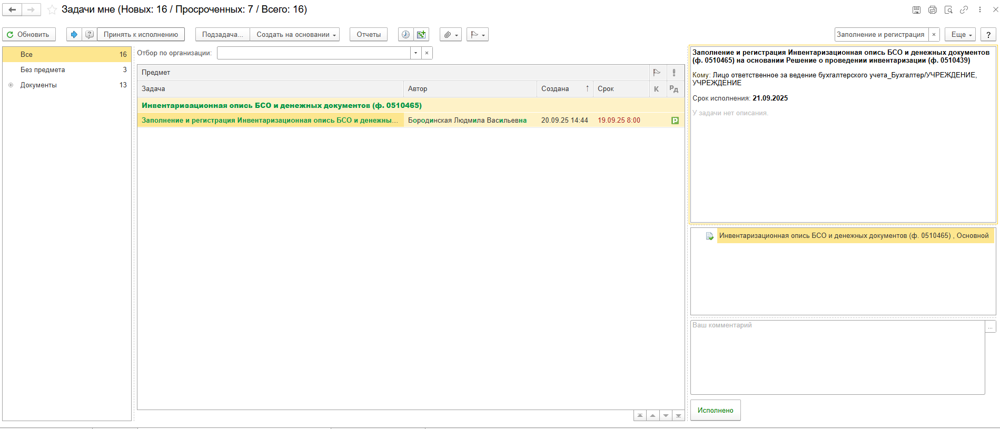 Задачи мне (Новых: 16 / Просроченных: 7 / Всего: 16)
Обновить
Принять к исполнению
Подзадача...
Создать на основании
Отчеты
Заполнение и регистрация
×
Еще
?
Все 16
Без предмета 3
Документы 13
Отбор по организации:
Предмет
Задача Автор Создана ↑ Срок К Рд
Инвентаризационная опись БСО и денежных документов (ф. 0510465)
Заполнение и регистрация Инвентаризационная опись БСО и денежны... Бородинская Людмила Васильевна 20.09.25 14:44 19.09.25 8:00 P
Заполнение и регистрация Инвентаризационная опись БСО и денежных документов
(ф. 0510465) на основании Решение о проведении инвентаризации (ф. 0510439)
Кому: Лицо ответственное за ведение бухгалтерского учета_Бухгалтер/УЧРЕЖДЕНИЕ,
УЧРЕЖДЕНИЕ
Срок исполнения: 21.09.2025
У задачи нет описания.
Инвентаризационная опись БСО и денежных документов (ф. 0510465) , Основной
Ваш комментарий
...
Исполнено